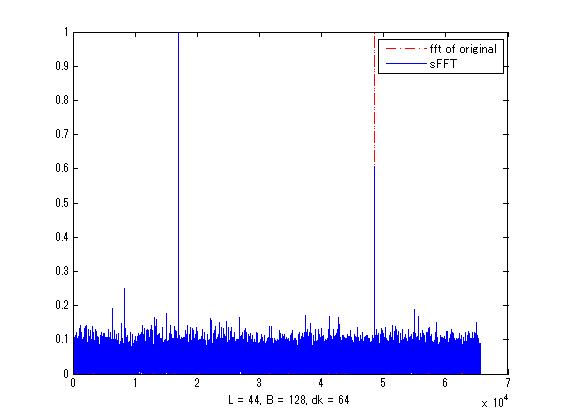 1
0.9
0.8
0.7
0.6
0.5
0.4
0.3
0.2
0.1
0
fft of original
sFFT
0 1 2 3 4 5 6 7
x 10^4
L = 44, B = 128, dk = 64